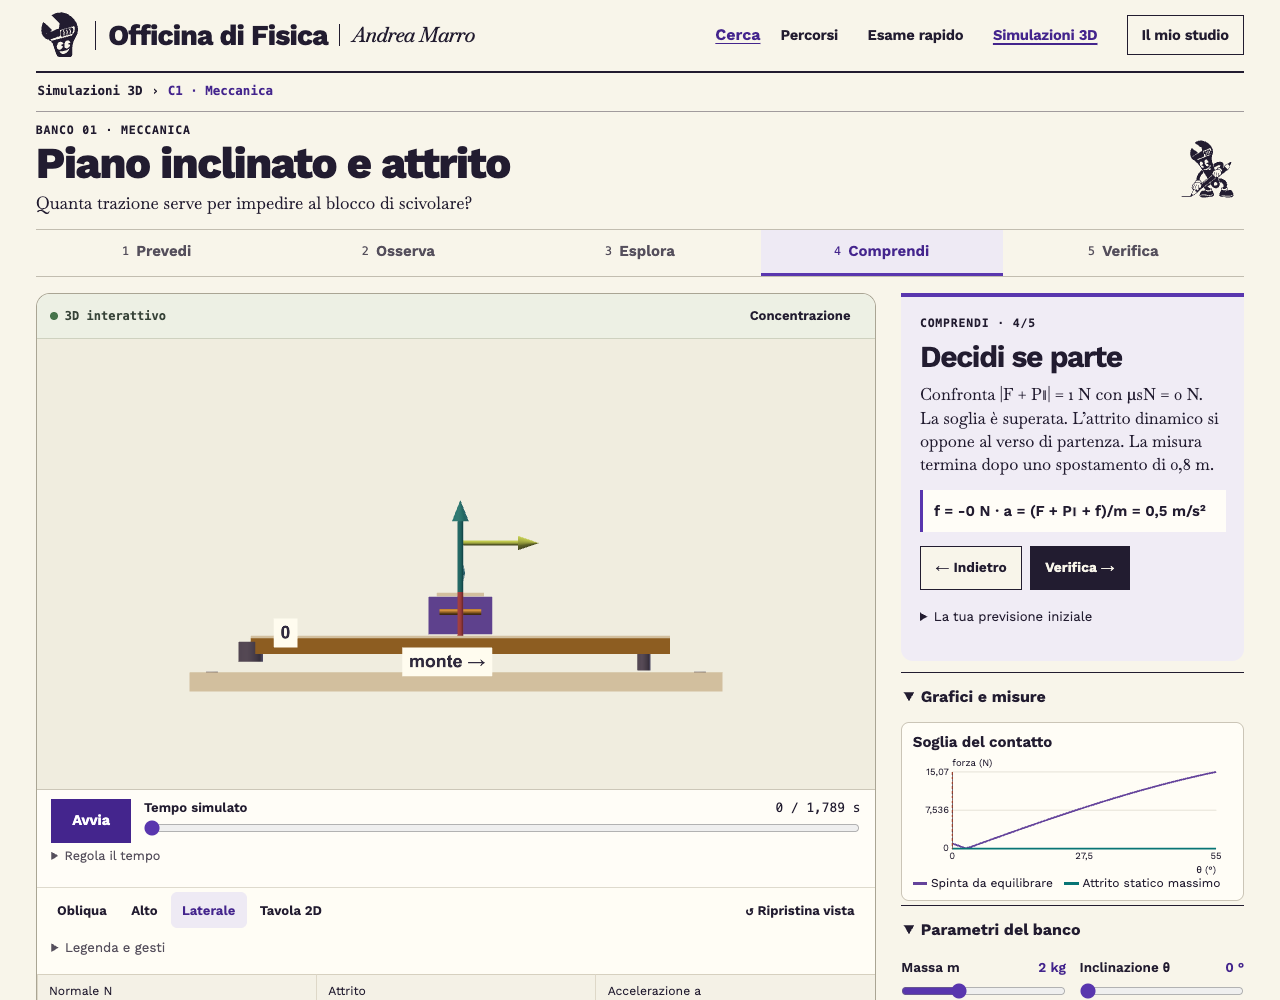 Officina di Fisica
Andrea Marro
Cerca
Percorsi
Esame rapido
Simulazioni 3D
Il mio studio
Simulazioni 3D › C1 · Meccanica
BANCO 01 · MECCANICA
Piano inclinato e attrito
Quanta trazione serve per impedire al blocco di scivolare?
1 Prevedi
2 Osserva
3 Esplora
4 Comprendi
5 Verifica
3D interattivo
Concentrazione
0
monte →
Avvia
Tempo simulato
0 / 1,789 s
▶ Regola il tempo
Obliqua
Alto
Laterale
Tavola 2D
↺ Ripristina vista
▶ Legenda e gesti
Normale N
Attrito
Accelerazione a
COMPRENDI · 4/5
Decidi se parte
Confronta |F + P∥| = 1 N con μsN = 0 N.
La soglia è superata. L’attrito dinamico si
oppone al verso di partenza. La misura
termina dopo uno spostamento di 0,8 m.
f = -0 N · a = (F + P∥ + f)/m = 0,5 m/s²
← Indietro
Verifica →
▶ La tua previsione iniziale
▼ Grafici e misure
Soglia del contatto
forza (N)
15,07
7,536
0
0
27,5
55
θ (°)
Spinta da equilibrare
Attrito statico massimo
▼ Parametri del banco
Massa m
2 kg
Inclinazione θ
0 °